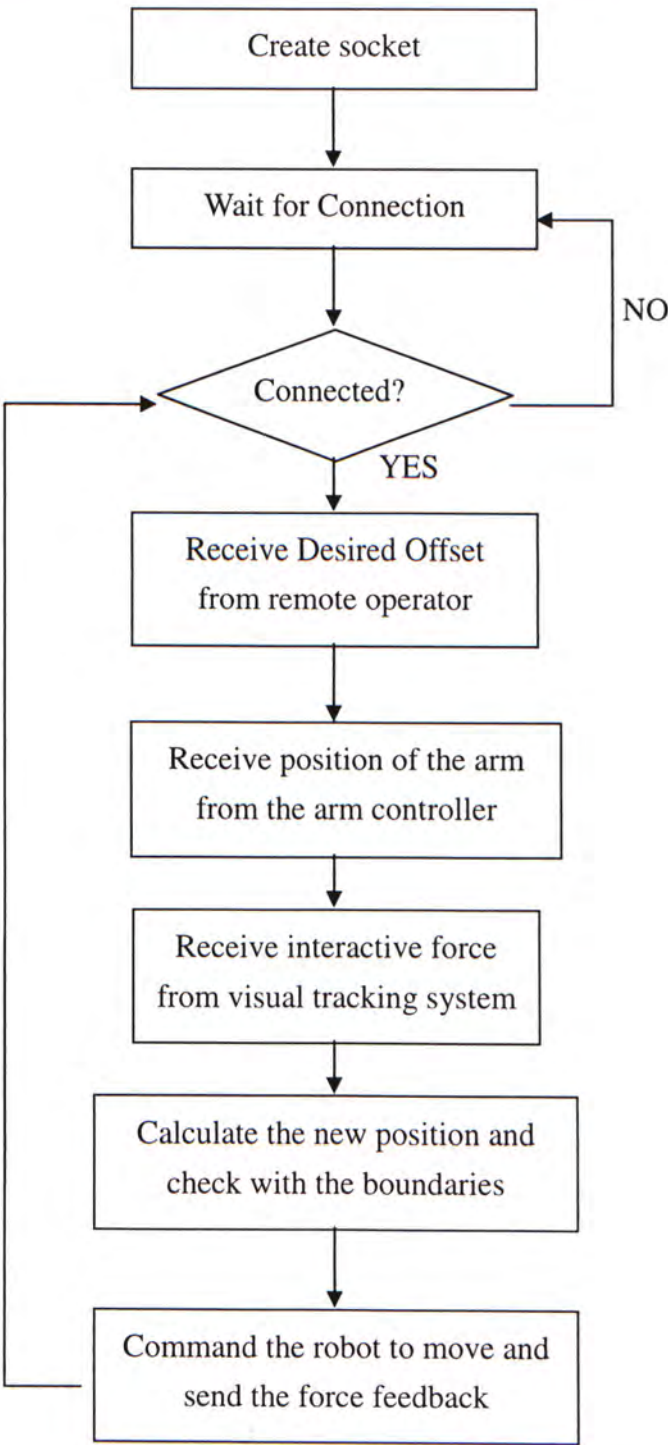 Create socket
Wait for Connection
NO
Connected?
YES
Receive Desired Offset
from remote operator
Receive position of the arm
from the arm controller
Receive interactive force
from visual tracking system
Calculate the new position and
check with the boundaries
Command the robot to move and
send the force feedback